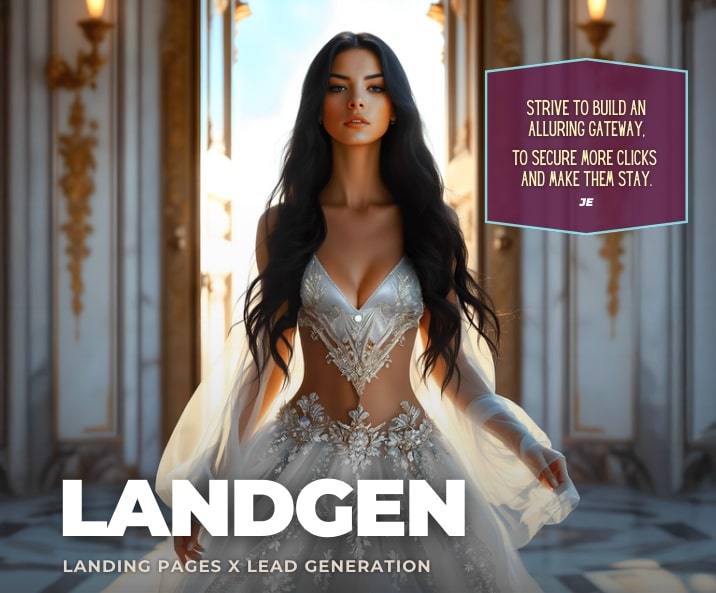 STRIVE TO BUILD AN
ALLURING GATEWAY,
TO SECURE MORE CLICKS
AND MAKE THEM STAY.
JE
LANDGEN
LANDING PAGES X LEAD GENERATION